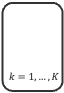 k = 1, ..., K